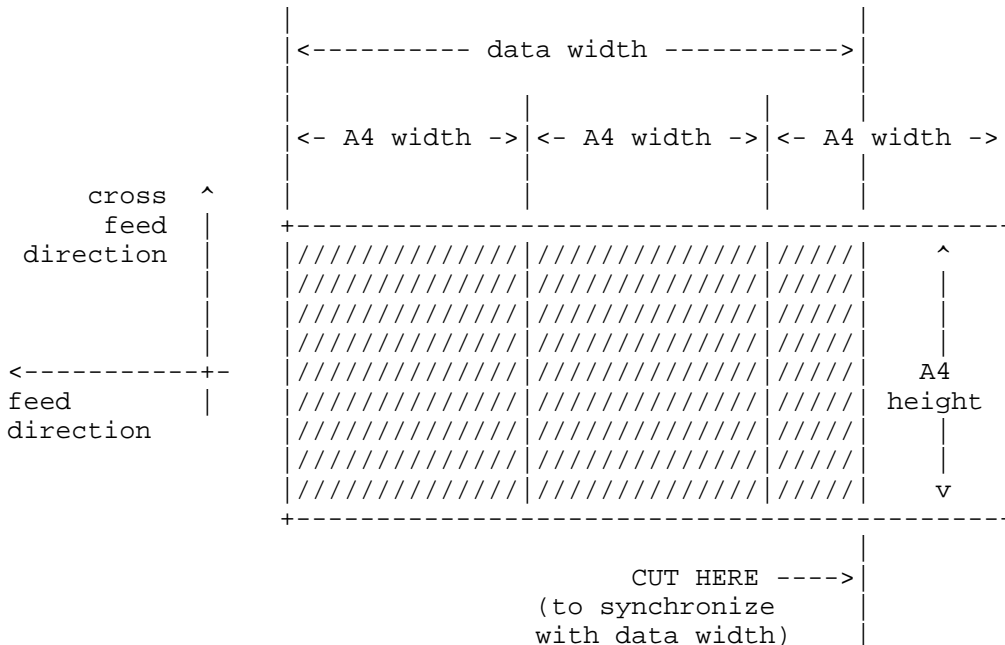 <---------- data width ----------->
<- A4 width -> <- A4 width -> <- A4 width ->
cross
feed
direction
<-----------+-
feed
direction
A4
height
v
CUT HERE ---->
(to synchronize
with data width)